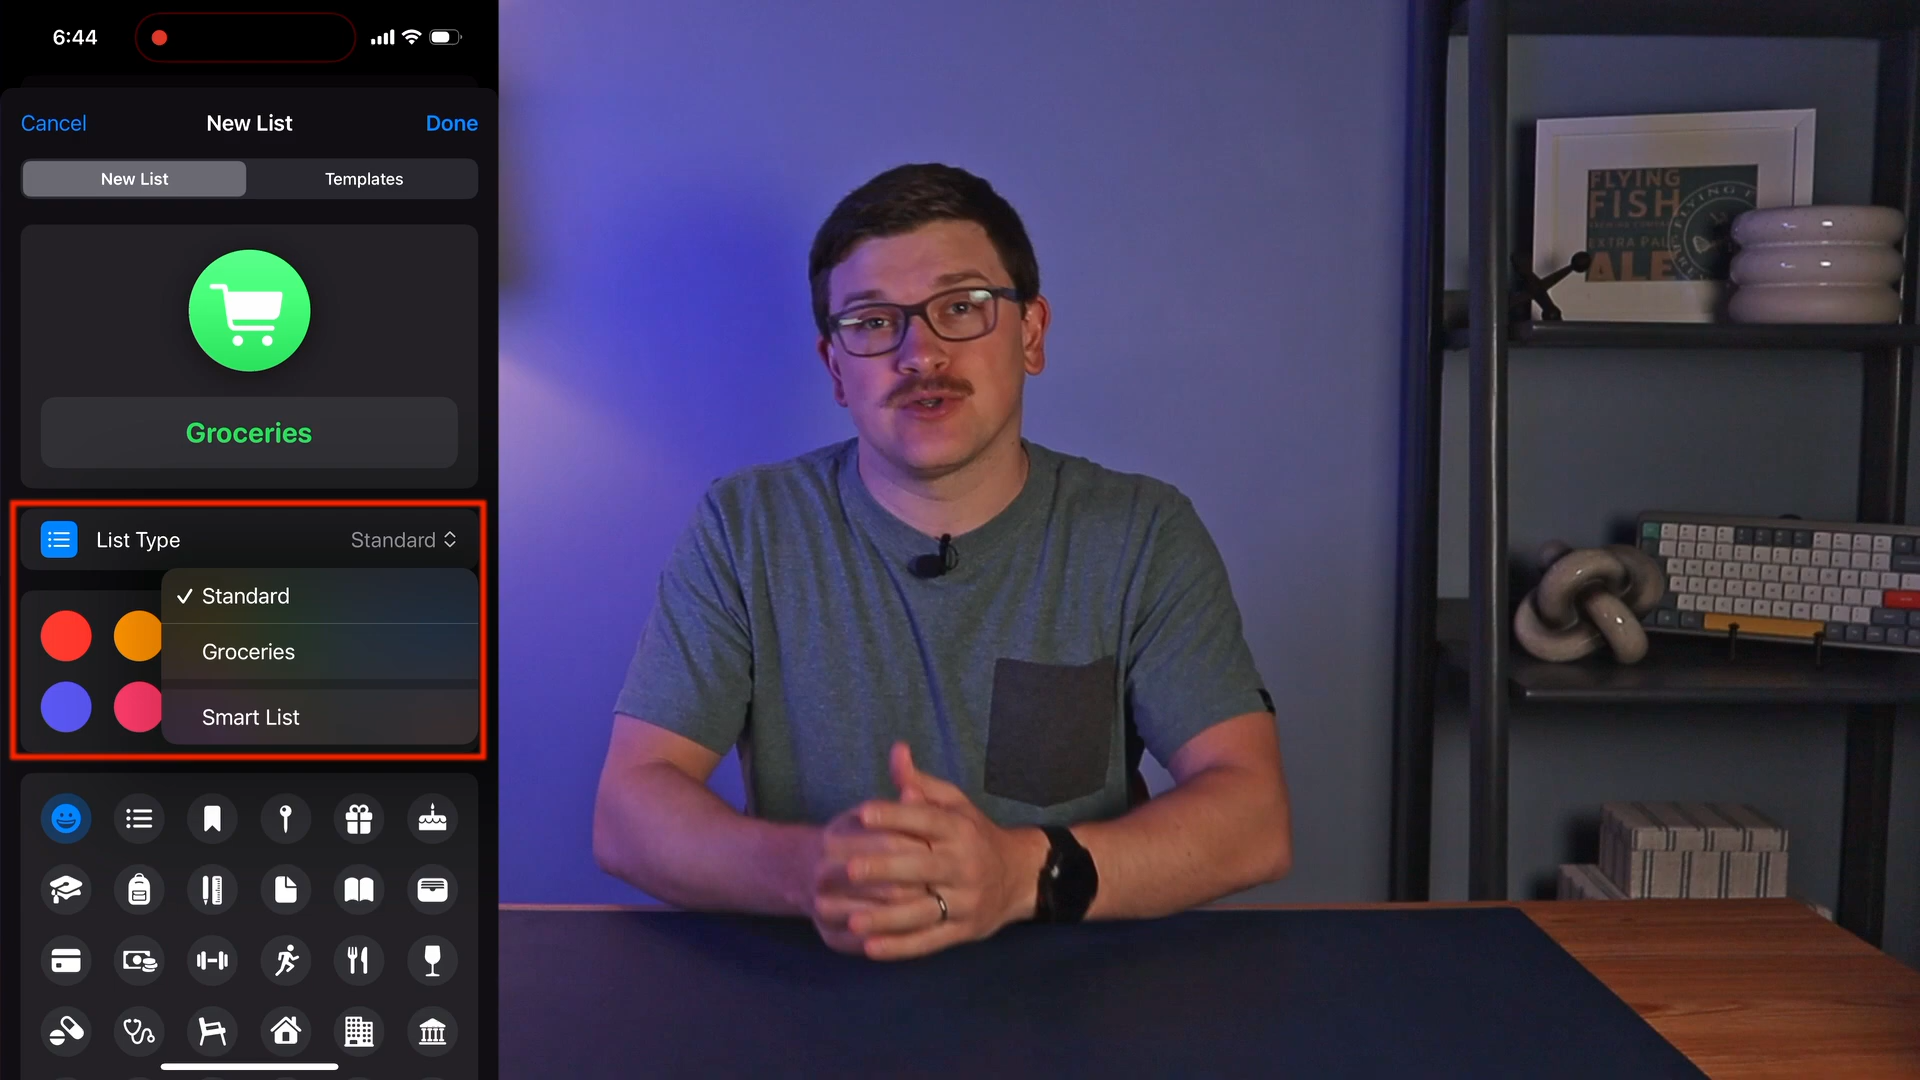 6:44
Cancel
New List
Done
New List
Templates
Groceries
List Type
Standard
Standard
Groceries
Smart List
FLYING
FISH
EXTRA PAL
ALE